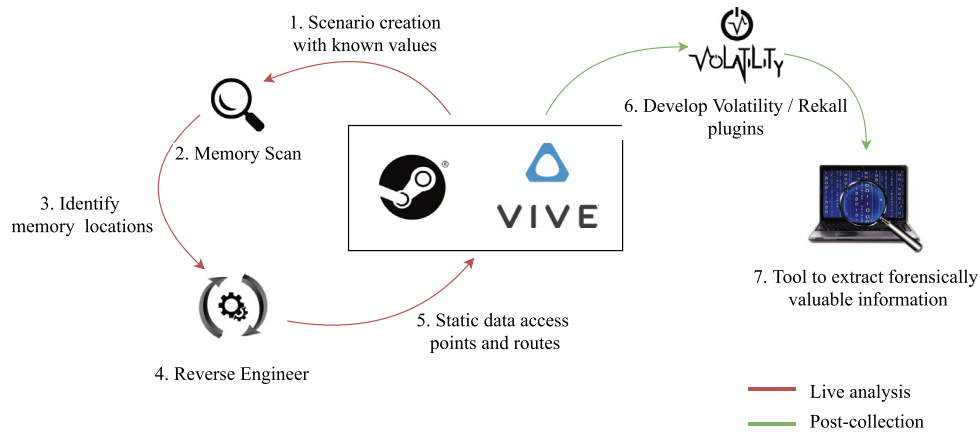 1. Scenario creation
with known values
2. Memory Scan
3. Identify
memory locations
4. Reverse Engineer
5. Static data access
points and routes
®
VIVE
VOLATILITY
6. Develop Volatility / Rekall
plugins
7. Tool to extract forensically
valuable information
Live analysis
Post-collection